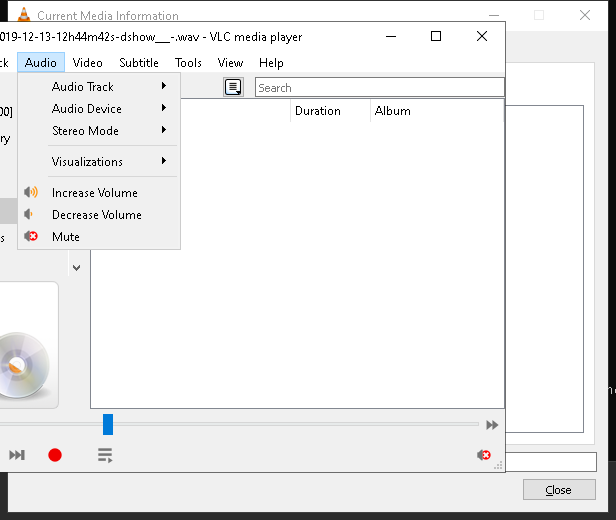 Current Media Information
019-12-13-12h44m42s-dshow__-.wav - VLC media player
ck Audio Video Subtitle Tools View Help
Audio Track
Search
00]
Audio Device
Duration Album
Stereo Mode
ry
Visualizations
Increase Volume
Decrease Volume
s
Mute
Close